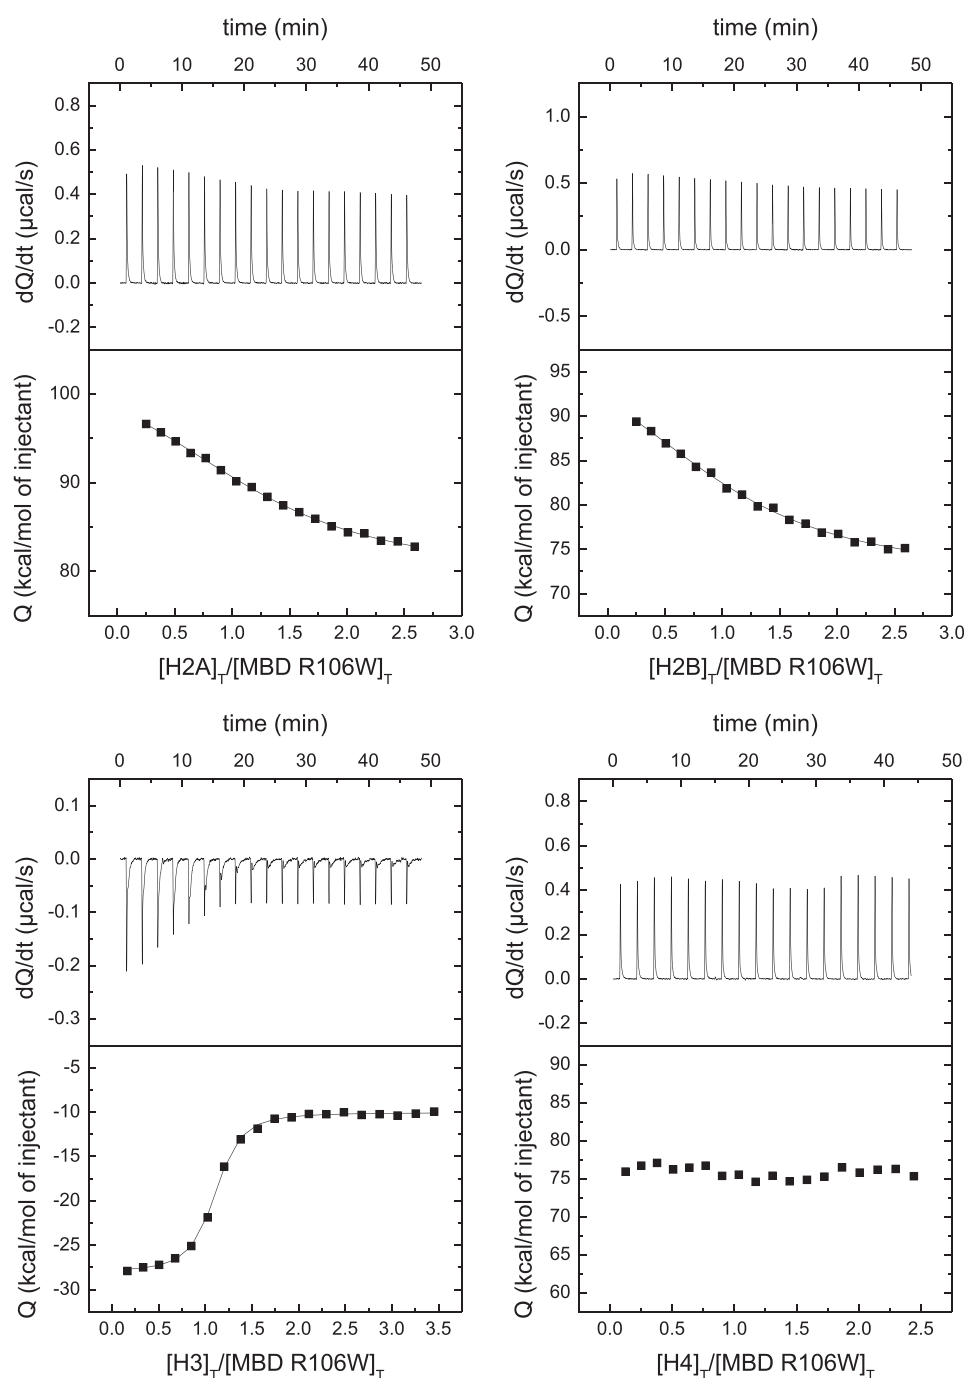 time (min) time (min)
0 10 20 30 40 50 0 10 20 30 40 50
0.8 0.6 0.4 0.2 0.0 -0.2
dQ/dt (µcal/s)
1.0 0.5 0.0 -0.5
dQ/dt (µcal/s)
100 90 80
Q (kcal/mol of injectant)
95 90 85 80 75 70
Q (kcal/mol of injectant)
0.0 0.5 1.0 1.5 2.0 2.5 3.0 0.0 0.5 1.0 1.5 2.0 2.5 3.0
[H2A]T/[MBD R106W]T [H2B]T/[MBD R106W]T
time (min) time (min)
0 10 20 30 40 50 0 10 20 30 40 50
0.1 0.0 -0.1 -0.2 -0.3
dQ/dt (µcal/s)
0.8 0.6 0.4 0.2 0.0 -0.2
dQ/dt (µcal/s)
-5 -10 -15 -20 -25 -30
Q (kcal/mol of injectant)
90 85 80 75 70 65 60
Q (kcal/mol of injectant)
0.0 0.5 1.0 1.5 2.0 2.5 3.0 3.5 0.0 0.5 1.0 1.5 2.0 2.5
[H3]T/[MBD R106W]T [H4]T/[MBD R106W]T